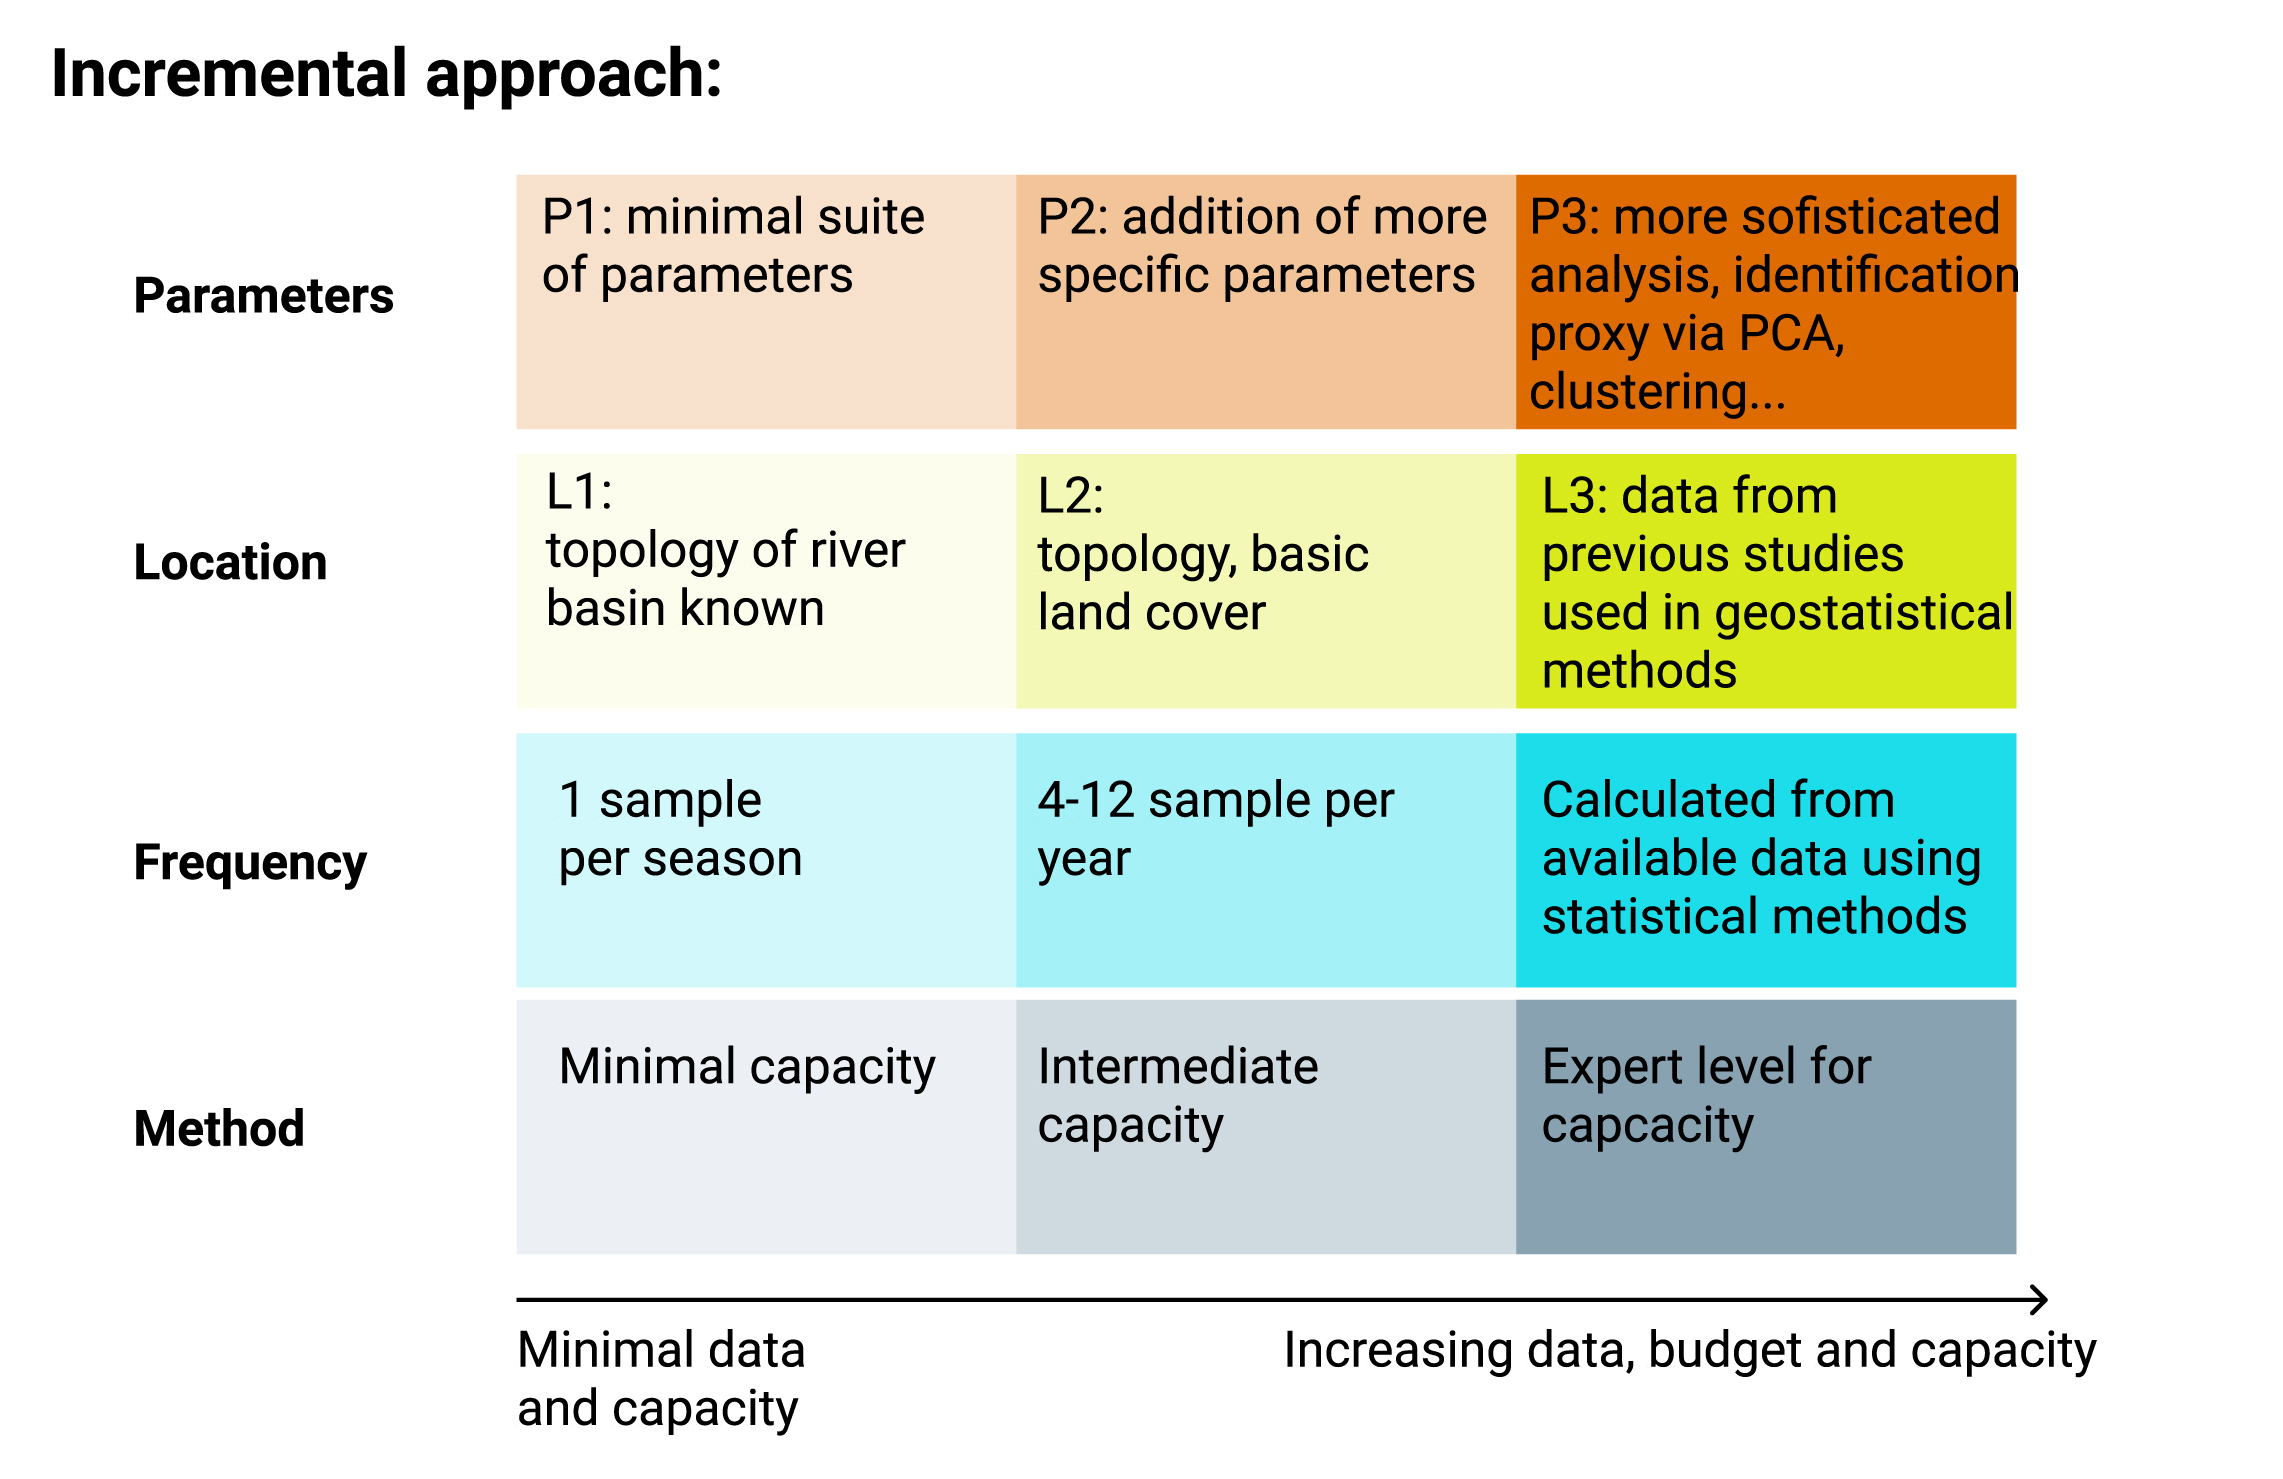 Incremental approach:
Parameters
P1: minimal suite
of parameters
P2: addition of more
specific parameters
P3: more sofisticated
analysis, identification
proxy via PCA,
clustering...
Location
L1:
topology of river
basin known
L2:
topology, basic
land cover
L3: data from
previous studies
used in geostatistical
methods
Frequency
1 sample
per season
4-12 sample per
year
Calculated from
available data using
statistical methods
Method
Minimal capacity
Intermediate
capacity
Expert level for
capcacity
Minimal data
and capacity
Increasing data, budget and capacity